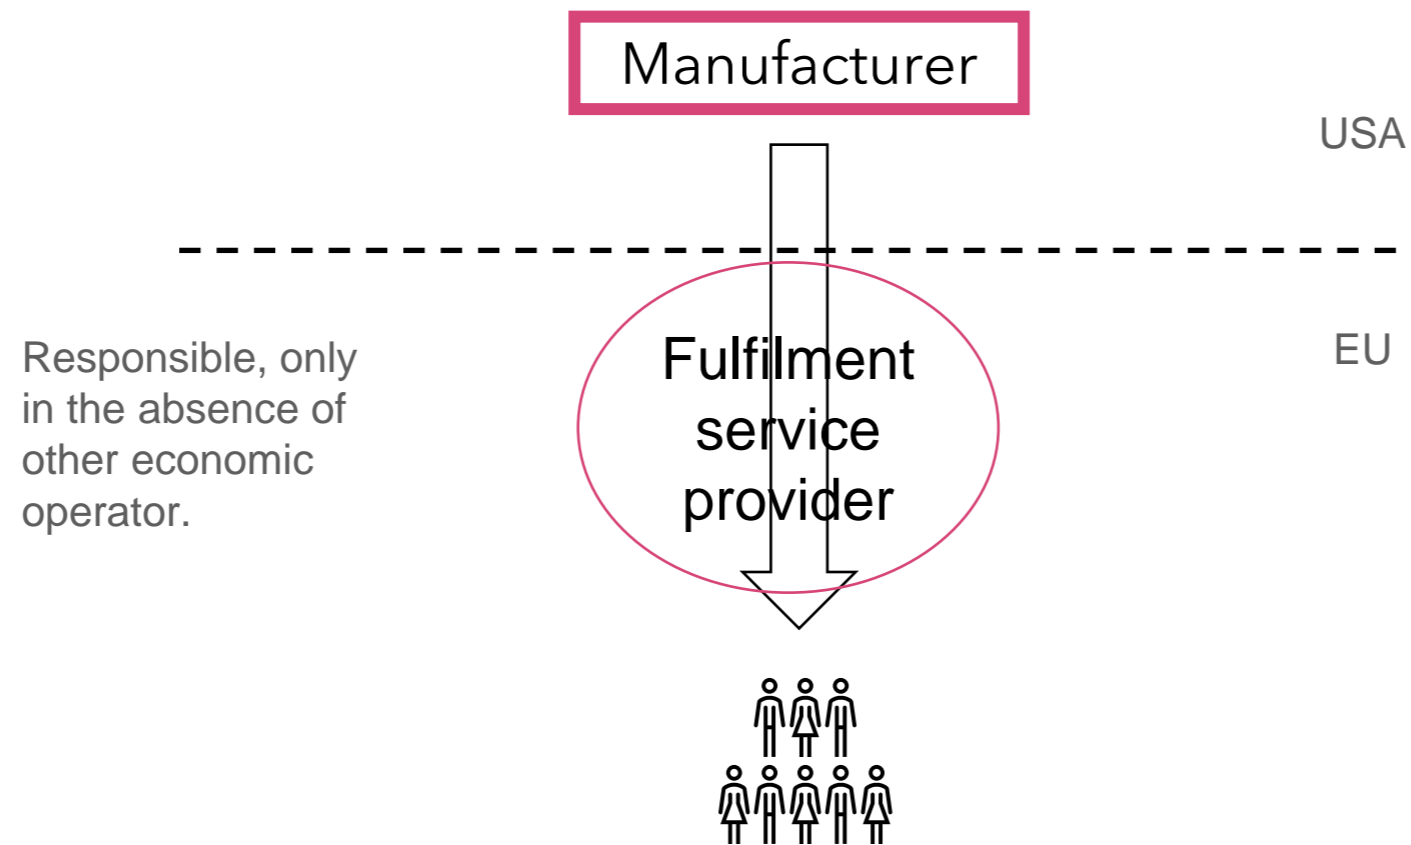 Manufacturer
USA
Responsible, only
in the absence of
other economic
operator.
Fulfilment
service
provider
EU